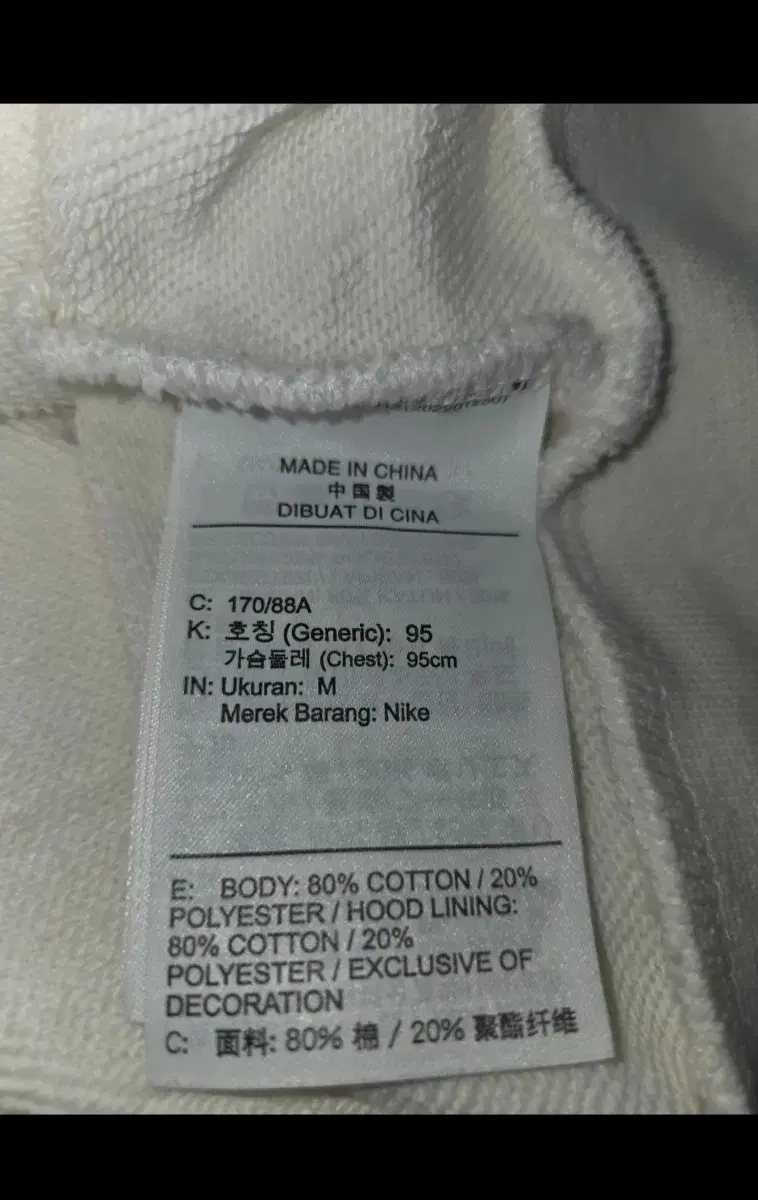 MADE IN CHINA
中国製
DIBUAT DI CINA
C: 170/88A
K: 호칭 (Generic): 95
가슴둘레 (Chest): 95cm
IN: Ukuran: M
Merek Barang: Nike
E: BODY: 80% COTTON / 20%
POLYESTER / HOOD LINING:
80% COTTON / 20%
POLYESTER / EXCLUSIVE OF
DECORATION
C: 面料: 80% 棉 / 20% 聚酯纤维